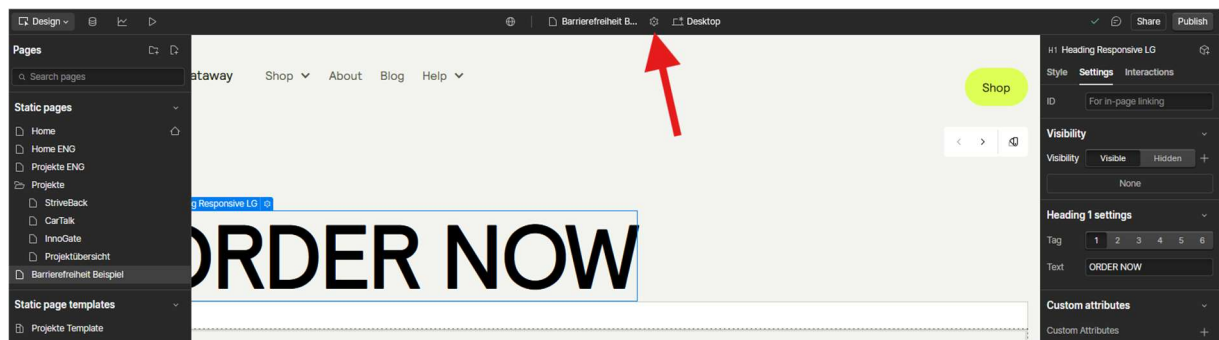 Design
Barrierefreiheit B...
Desktop
Share
Publish
Pages
Search pages
Static pages
Home
Home ENG
Projekte ENG
Projekte
StriveBack
CarTalk
InnoGate
Projektübersicht
Barrierefreiheit Beispiel
Static page templates
Projekte Template
ataway
Shop
About
Blog
Help
Shop
g Responsive LG
ORDER NOW
H1 Heading Responsive LG
Style Settings Interactions
ID For in-page linking
Visibility
Visibility Visible Hidden
None
Heading 1 settings
Tag 1 2 3 4 5 6
Text ORDER NOW
Custom attributes
Custom Attributes